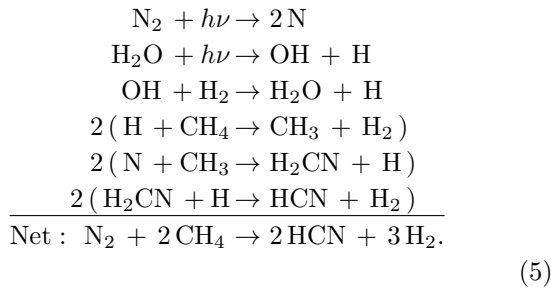 N₂ + hν → 2 N
H₂O + hν → OH + H
OH + H₂ → H₂O + H
2 ( H + CH₄ → CH₃ + H₂ )
2 ( N + CH₃ → H₂CN + H )
2 ( H₂CN + H → HCN + H₂ )
Net : N₂ + 2 CH₄ → 2 HCN + 3 H₂.
(5)